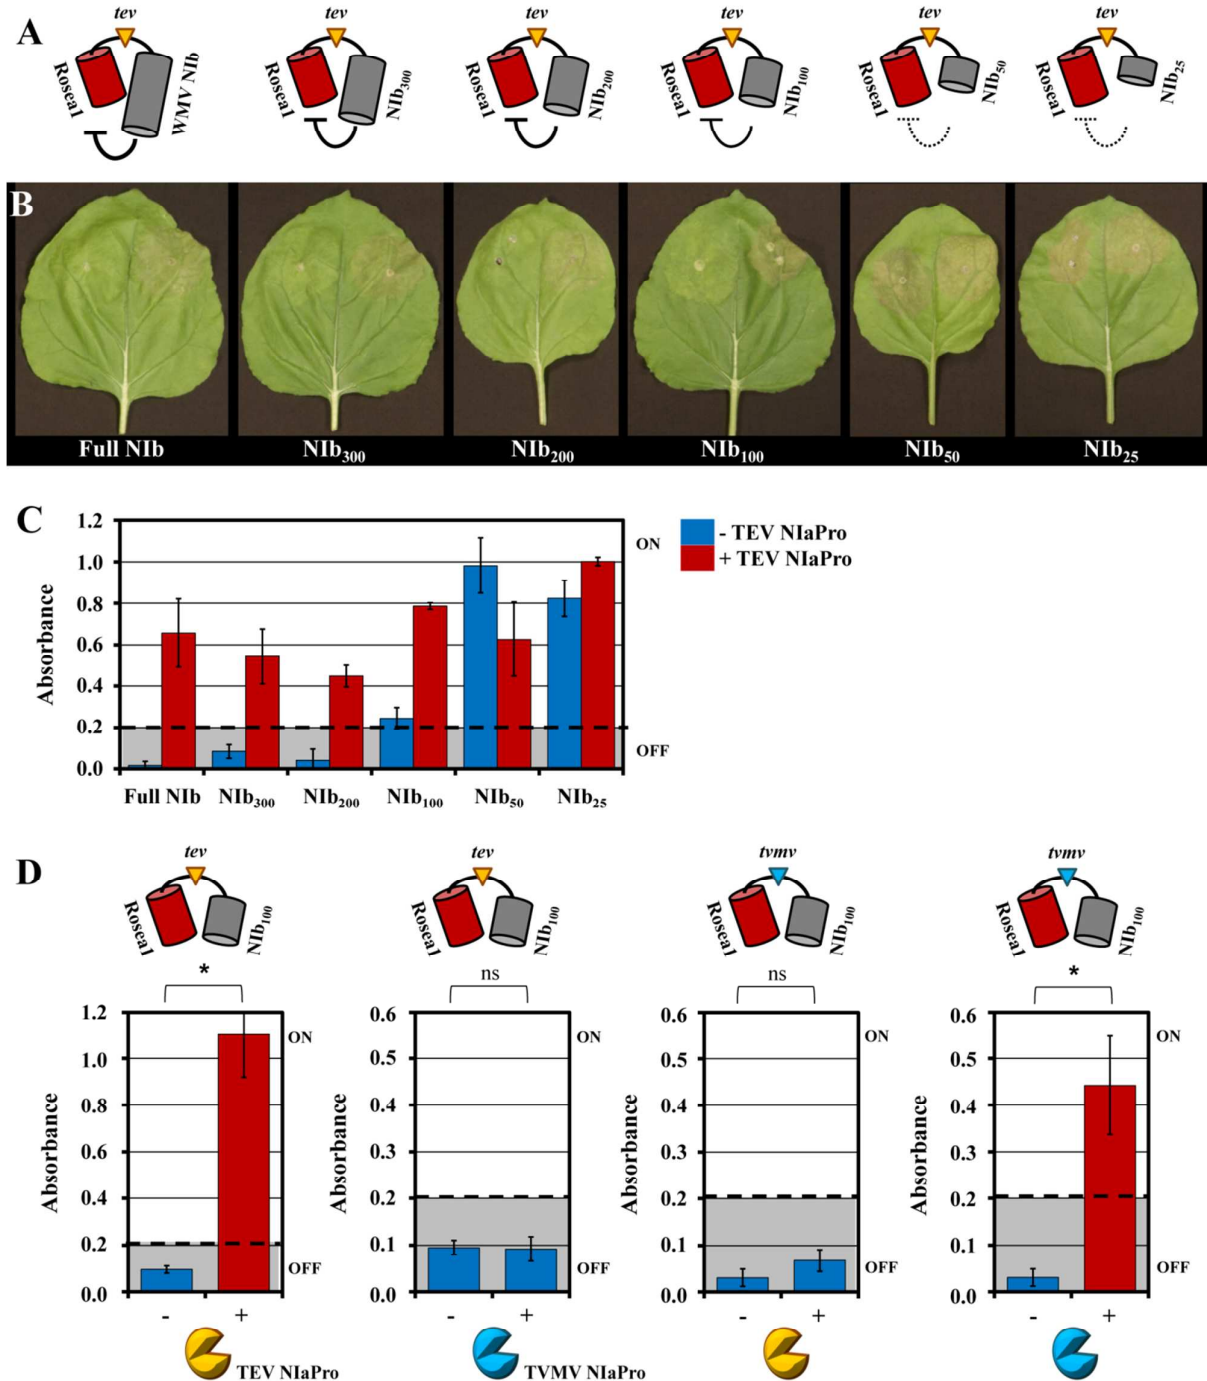 A
tev tev tev tev tev tev
Rosea1 WMV NIb Rosea1 NIb300 Rosea1 NIb200 Rosea1 NIb100 Rosea1 NIb50 Rosea1 NIb25
B
Full NIb NIb300 NIb200 NIb100 NIb50 NIb25
C
Absorbance
1.2
1.0
0.8
0.6
0.4
0.2
0.0
ON
OFF
- TEV NIaPro
+ TEV NIaPro
Full NIb NIb300 NIb200 NIb100 NIb50 NIb25
D
tev
Rosea1 NIb100
*
Absorbance
1.2
1.0
0.8
0.6
0.4
0.2
0.0
ON
OFF
- +
TEV NIaPro
tev
Rosea1 NIb100
ns
Absorbance
0.6
0.5
0.4
0.3
0.2
0.1
0.0
ON
OFF
- +
TVMV NIaPro
tvmv
Rosea1 NIb100
ns
Absorbance
0.6
0.5
0.4
0.3
0.2
0.1
0.0
ON
OFF
- +
tvmv
Rosea1 NIb100
*
Absorbance
0.6
0.5
0.4
0.3
0.2
0.1
0.0
ON
OFF
- +